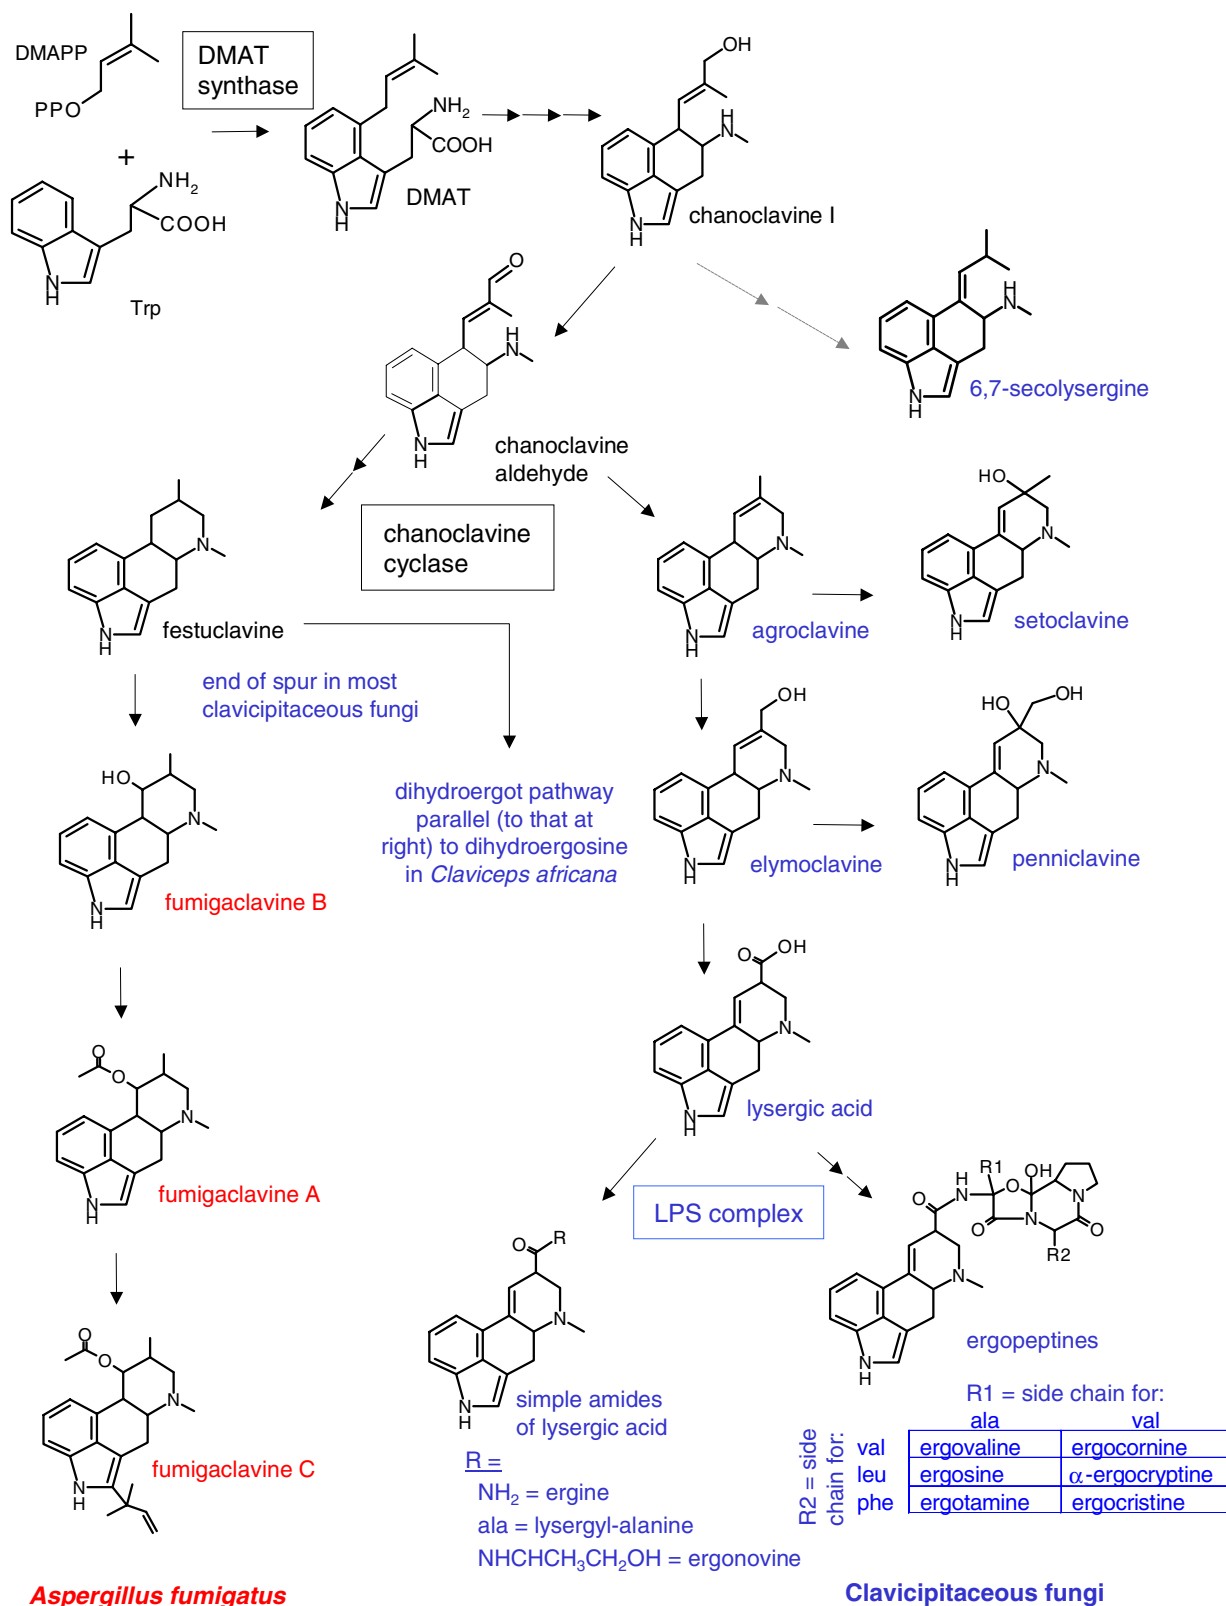 DMAPP
PPO
+
NH2
COOH
N
H
Trp
DMAT
synthase
NH2
COOH
N
H
DMAT
OH
H
N
N
H
chanoclavine I
O
H
N
N
H
chanoclavine
aldehyde
H
N
N
H
6,7-secolysergine
chanoclavine
cyclase
N
N
H
festuclavine
N
N
H
agroclavine
HO
N
N
H
setoclavine
end of spur in most
clavicipitaceous fungi
OH
N
N
H
elymoclavine
HO
OH
N
N
H
penniclavine
dihydroergot pathway
parallel (to that at
right) to dihydroergosine
in Claviceps africana
HO
N
N
H
fumigaclavine B
O
OH
N
N
H
lysergic acid
O
O
N
N
H
fumigaclavine A
LPS complex
O
R
N
N
H
simple amides
of lysergic acid
R =
NH2 = ergine
ala = lysergyl-alanine
NHCHCH3CH2OH = ergonovine
R1
OH
H
N
O
O
N
O
N
O
R2
N
N
H
ergopeptines
R1 = side chain for:
ala val
R2 = side
chain for:
val ergovaline ergocornine
leu ergosine α-ergocryptine
phe ergotamine ergocristine
O
O
N
N
H
fumigaclavine C
Aspergillus fumigatus
Clavicipitaceous fungi